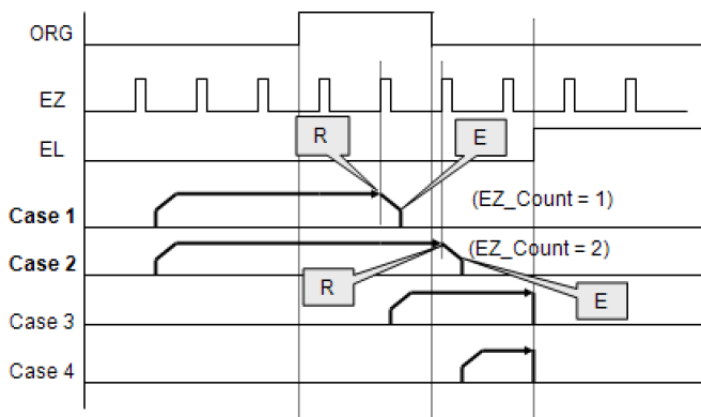 ORG
EZ
EL
R
E
Case 1
(EZ_Count = 1)
Case 2
(EZ_Count = 2)
R
E
Case 3
Case 4